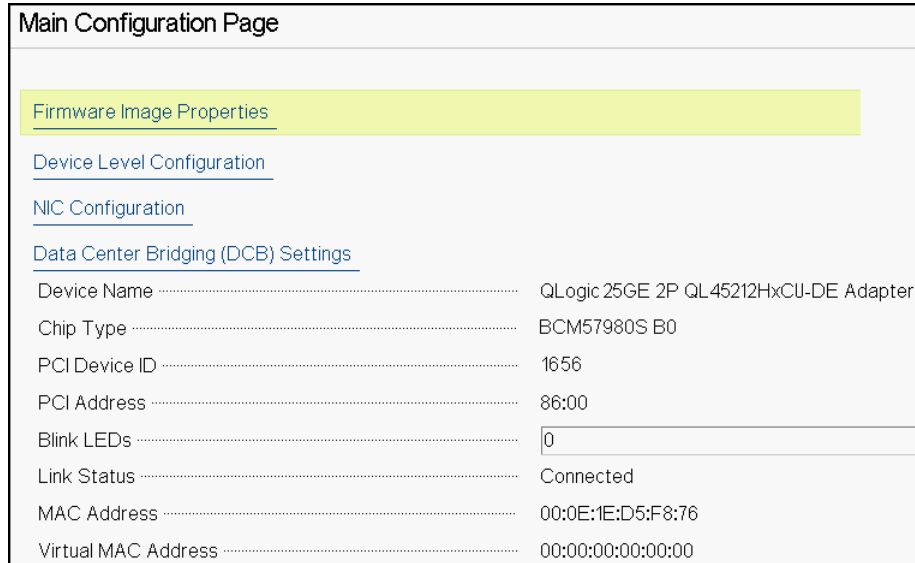 Main Configuration Page
Firmware Image Properties
Device Level Configuration
NIC Configuration
Data Center Bridging (DCB) Settings
Device Name QLogic 25GE 2P QL45212HxCU-DE Adapter
Chip Type BCM57980S B0
PCI Device ID 1656
PCI Address 86:00
Blink LEDs 0
Link Status Connected
MAC Address 00:0E:1E:D5:F8:76
Virtual MAC Address 00:00:00:00:00:00